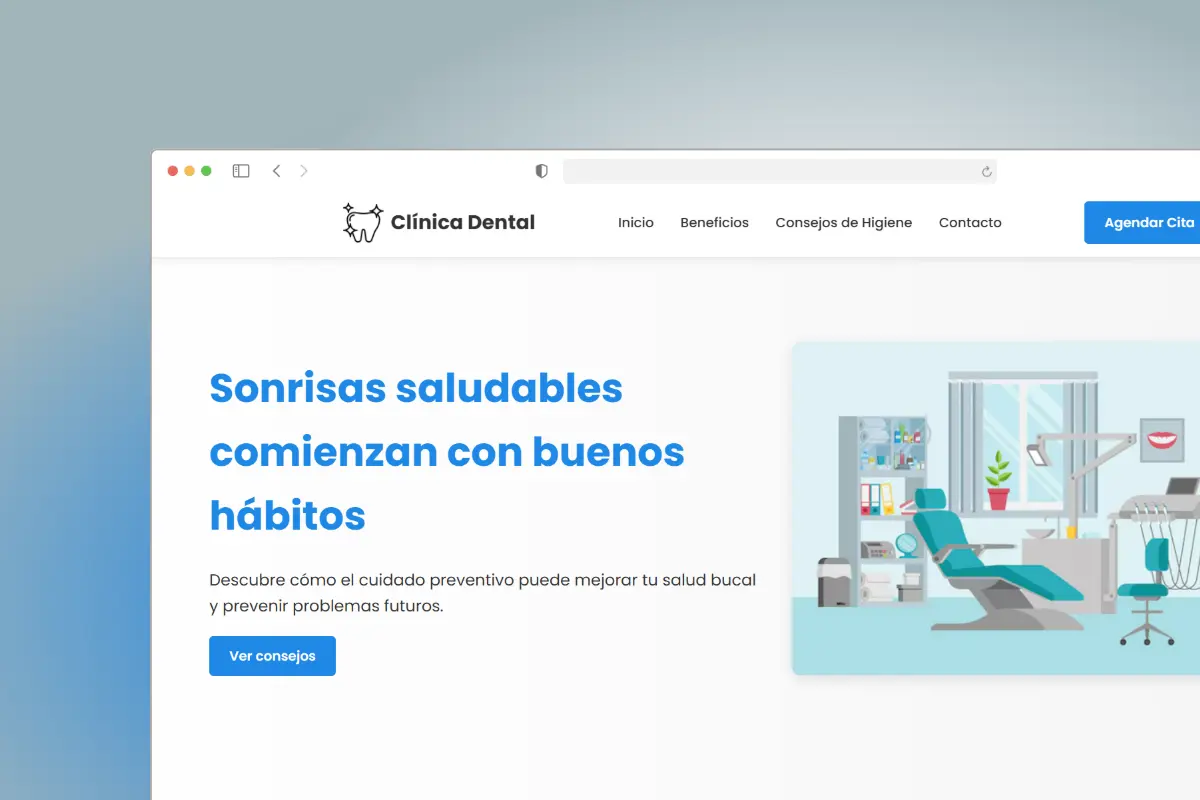 Clínica Dental
Inicio
Beneficios
Consejos de Higiene
Contacto
Agendar Cita
Sonrisas saludables
comienzan con buenos
hábitos
Descubre cómo el cuidado preventivo puede mejorar tu salud bucal
y prevenir problemas futuros.
Ver consejos